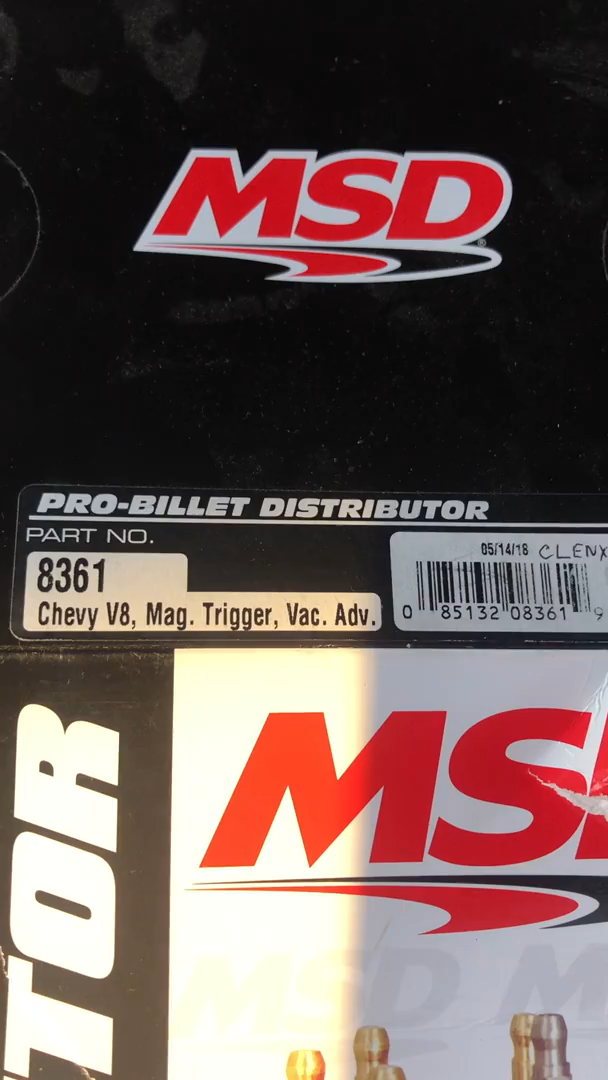 MSD
PRO-BILLET DISTRIBUTOR
PART NO.
8361
Chevy V8, Mag. Trigger, Vac. Adv.
05/14/18 CLENX
0 85132 08361 9
MS
TOR
MSD M